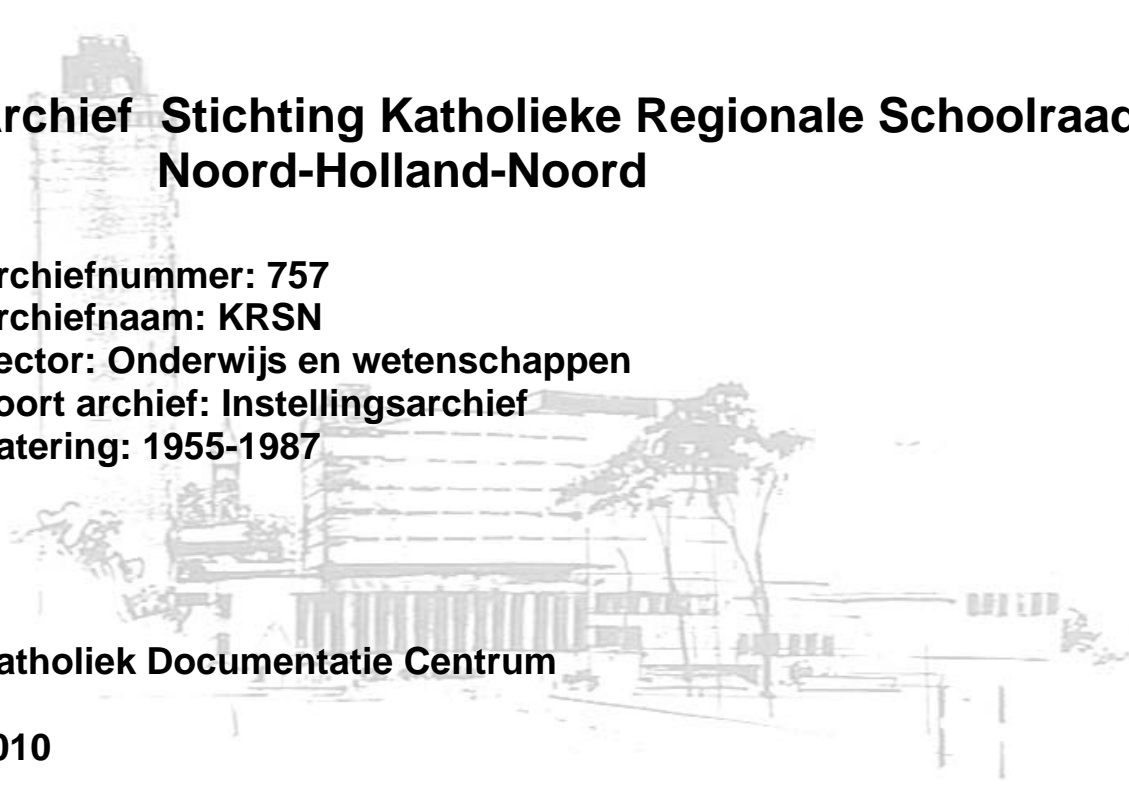 rchief Stichting Katholieke Regionale Schoolraad
Noord-Holland-Noord
rchiefnummer: 757
rchiefnaam: KRSN
ector: Onderwijs en wetenschappen
oort archief: Instellingsarchief
atering: 1955-1987
atholiek Documentatie Centrum
010